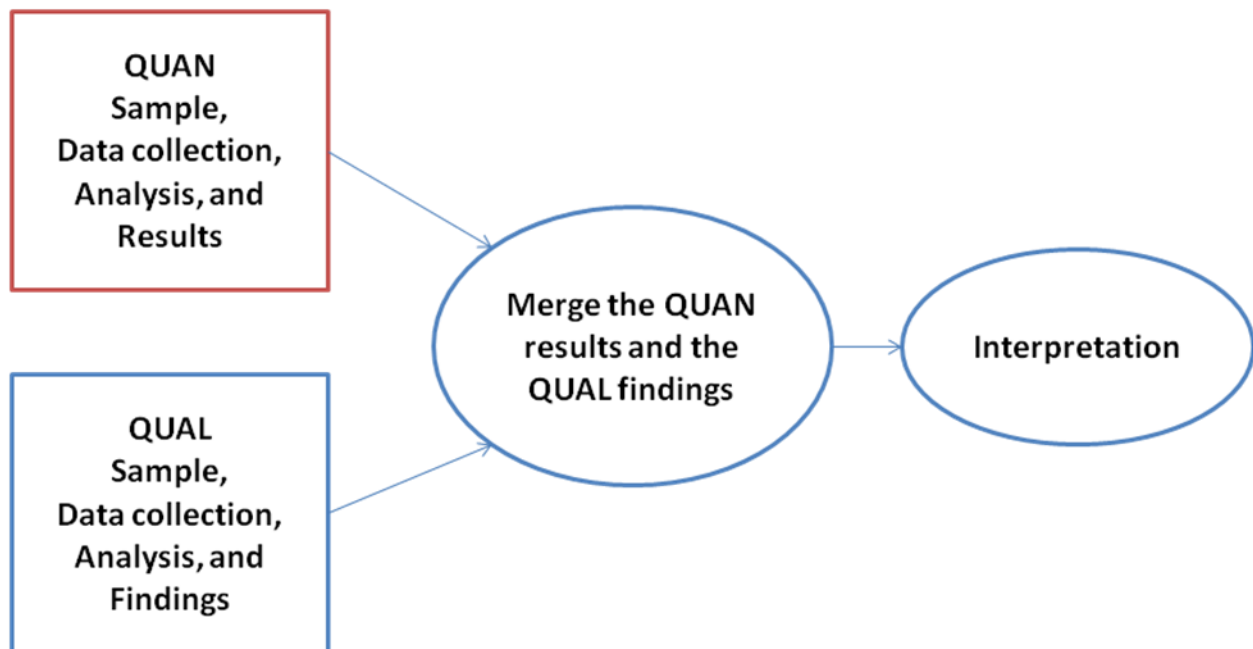 QUAN
Sample,
Data collection,
Analysis, and
Results
QUAL
Sample,
Data collection,
Analysis, and
Findings
Merge the QUAN
results and the
QUAL findings
Interpretation